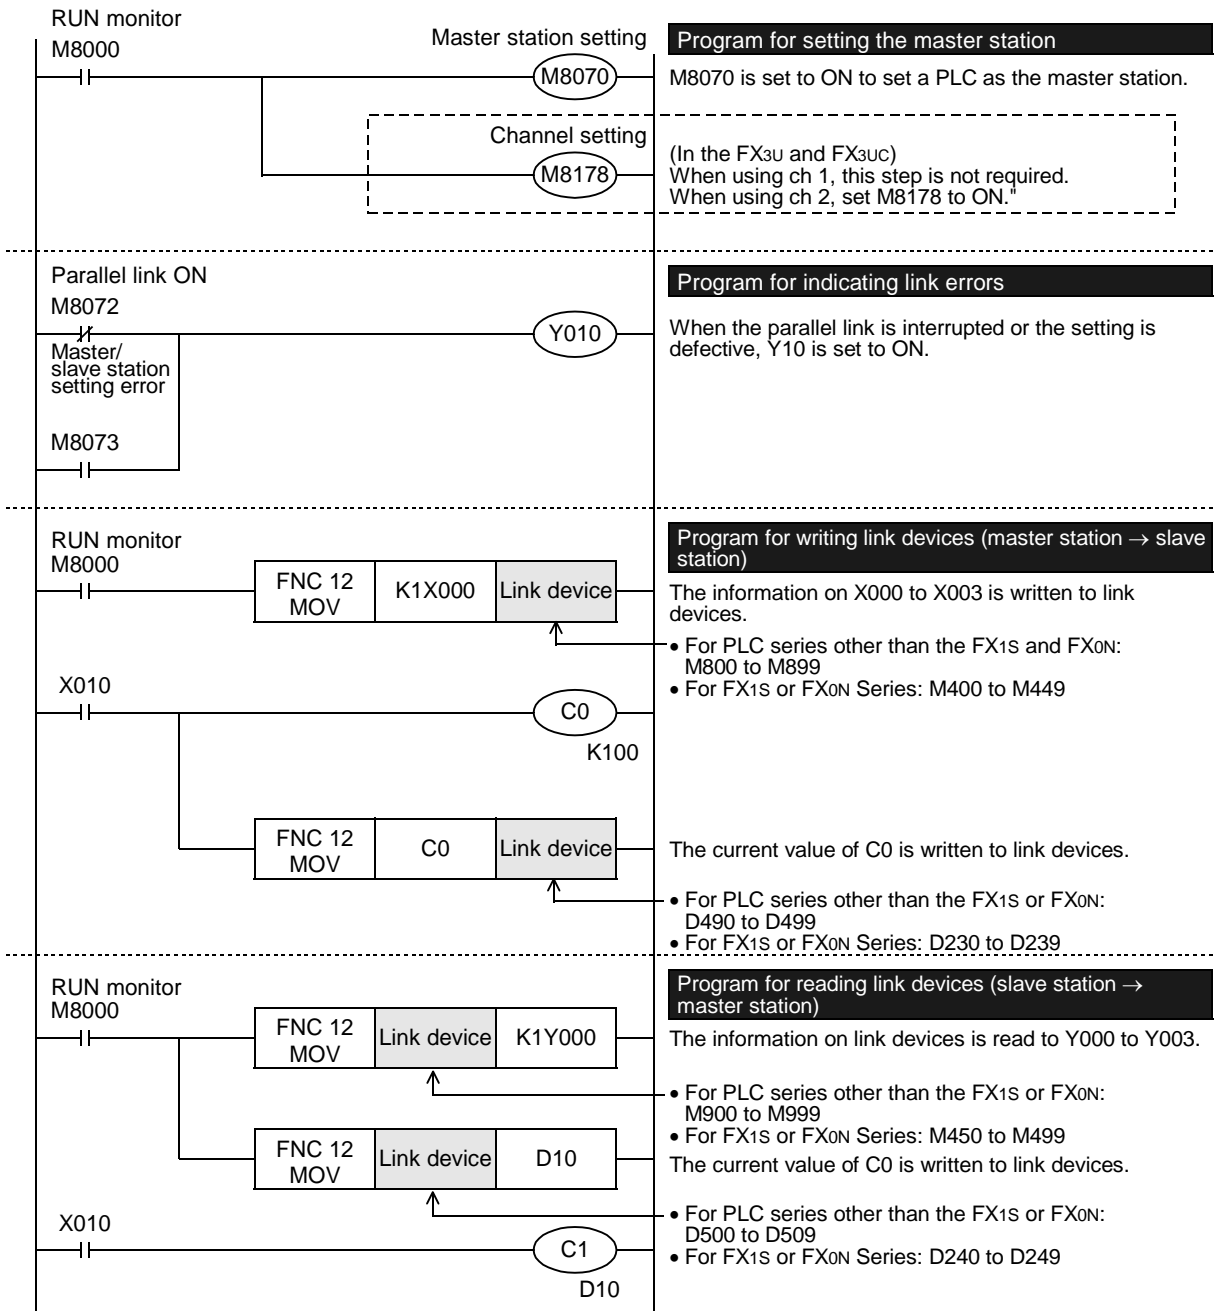 RUN monitor
M8000
Master station setting
M8070
Program for setting the master station
M8070 is set to ON to set a PLC as the master station.
Channel setting
M8178
(In the FX3U and FX3UC)
When using ch 1, this step is not required.
When using ch 2, set M8178 to ON."
Parallel link ON
M8072
Y010
Master/
slave station
setting error
M8073
Program for indicating link errors
When the parallel link is interrupted or the setting is
defective, Y10 is set to ON.
RUN monitor
M8000
FNC 12
MOV
K1X000
Link device
Program for writing link devices (master station → slave
station)
The information on X000 to X003 is written to link
devices.
• For PLC series other than the FX1S and FX0N:
M800 to M899
• For FX1S or FX0N Series: M400 to M449
X010
C0
K100
FNC 12
MOV
C0
Link device
The current value of C0 is written to link devices.
• For PLC series other than the FX1S or FX0N:
D490 to D499
• For FX1S or FX0N Series: D230 to D239
RUN monitor
M8000
FNC 12
MOV
Link device
K1Y000
Program for reading link devices (slave station →
master station)
The information on link devices is read to Y000 to Y003.
• For PLC series other than the FX1S or FX0N:
M900 to M999
• For FX1S or FX0N Series: M450 to M499
FNC 12
MOV
Link device
D10
The current value of C0 is written to link devices.
• For PLC series other than the FX1S or FX0N:
D500 to D509
• For FX1S or FX0N Series: D240 to D249
X010
C1
D10